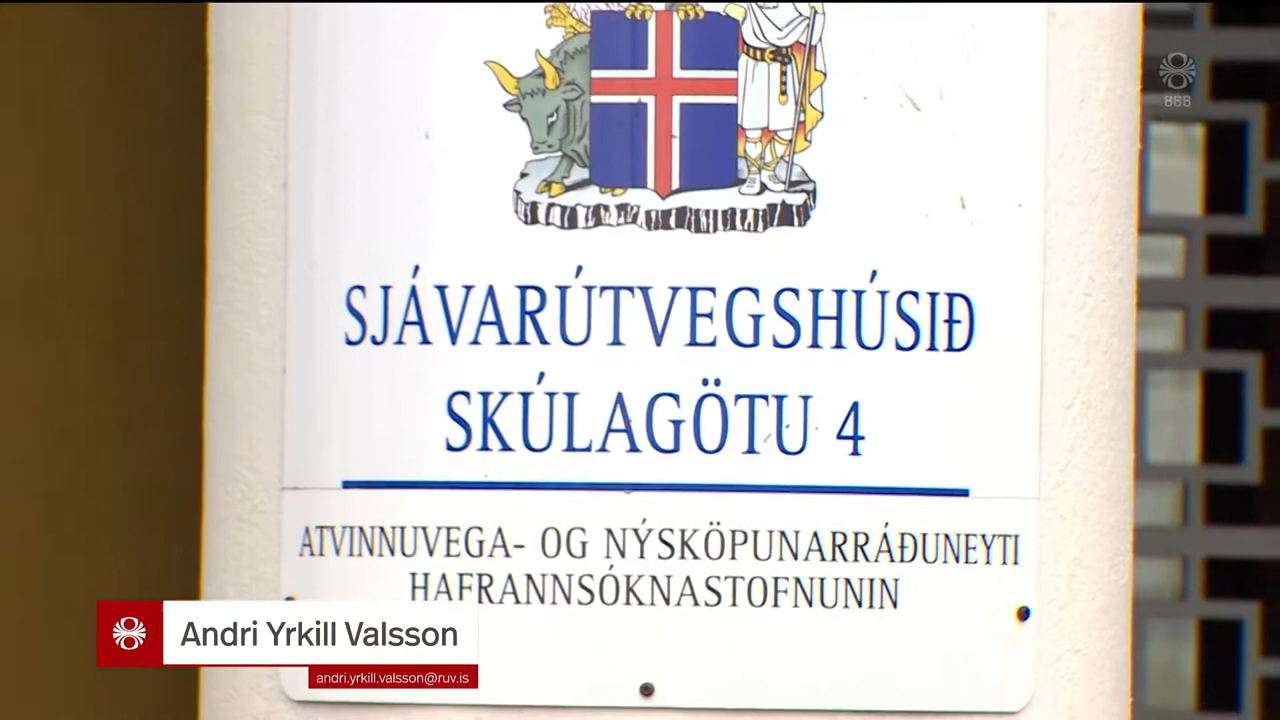 888
SJÁVARÚTVEGSHÚSIÐ
SKÚLAGÖTU 4
ATVINNUVEGA- OG NÝSKÖPUNARRÁÐUNEYTI
HAFRANNSÓKNASTOFNUNIN
Andri Yrkill Valsson
andri.yrkill.valsson@ruv.is